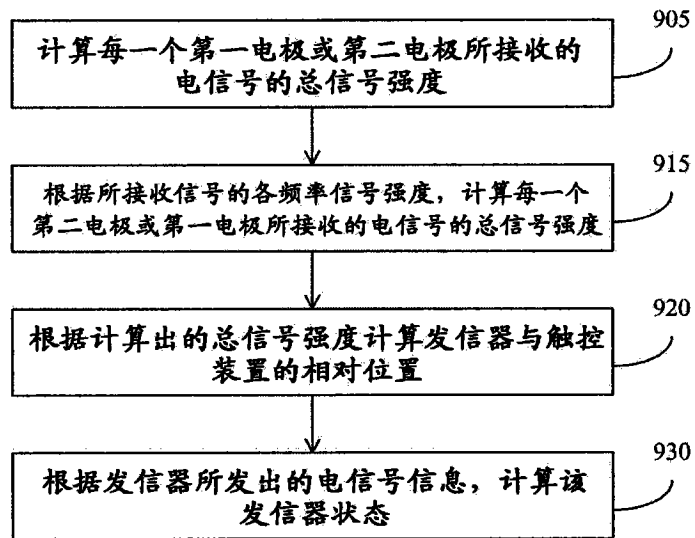 905
计算每一个第一电极或第二电极所接收的
电信号的总信号强度
915
根据所接收信号的各频率信号强度，计算每一个
第二电极或第一电极所接收的电信号的总信号强度
920
根据计算出的总信号强度计算发信器与触控
装置的相对位置
930
根据发信器所发出的电信号信息，计算该
发信器状态